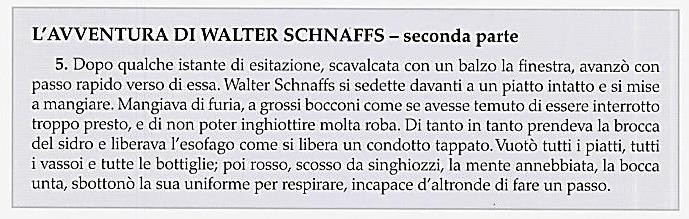 L'AVVENTURA DI WALTER SCHNAFFS – seconda parte
5. Dopo qualche istante di esitazione, scavalcata con un balzo la finestra, avanzò con
passo rapido verso di essa. Walter Schnaffs si sedette davanti a un piatto intatto e si mise
a mangiare. Mangiava di furia, a grossi bocconi come se avesse temuto di essere interrotto
troppo presto, e di non poter inghiottire molta roba. Di tanto in tanto prendeva la brocca
del sidro e liberava l'esofago come si libera un condotto tappato. Vuotò tutti i piatti, tutti
i vassoi e tutte le bottiglie; poi rosso, scosso da singhiozzi, la mente annebbiata, la bocca
unta, sbottonò la sua uniforme per respirare, incapace d'altronde di fare un passo.